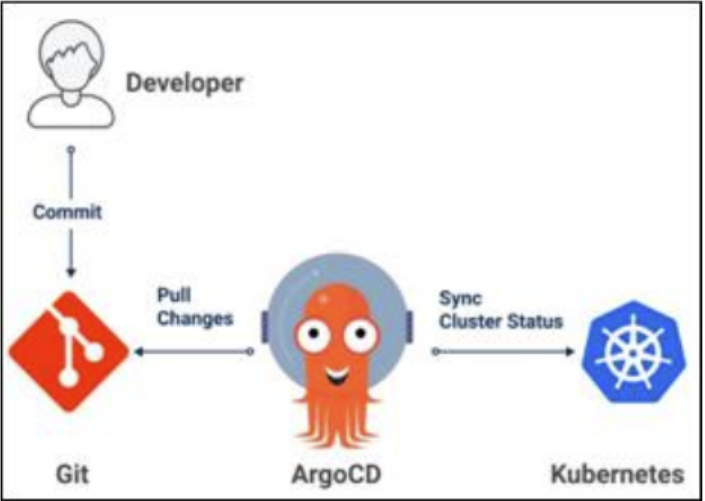 Developer
Commit
Pull
Changes
Sync
Cluster Status
Git
ArgoCD
Kubernetes